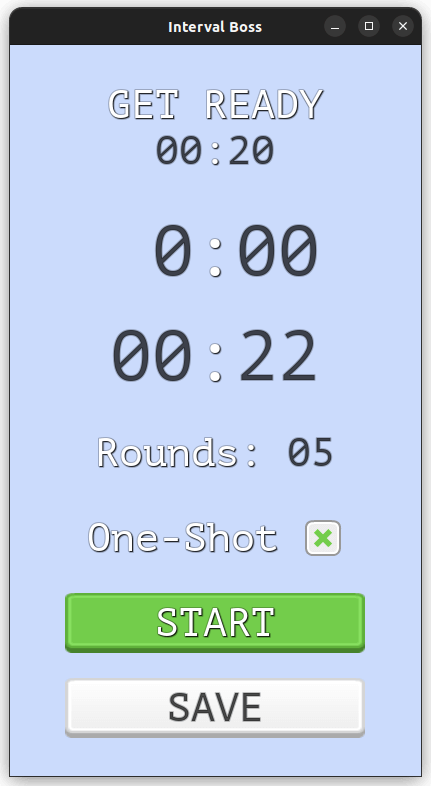 Interval Boss
GET READY
00:20
0:00
00:22
Rounds: 05
One-Shot
START
SAVE